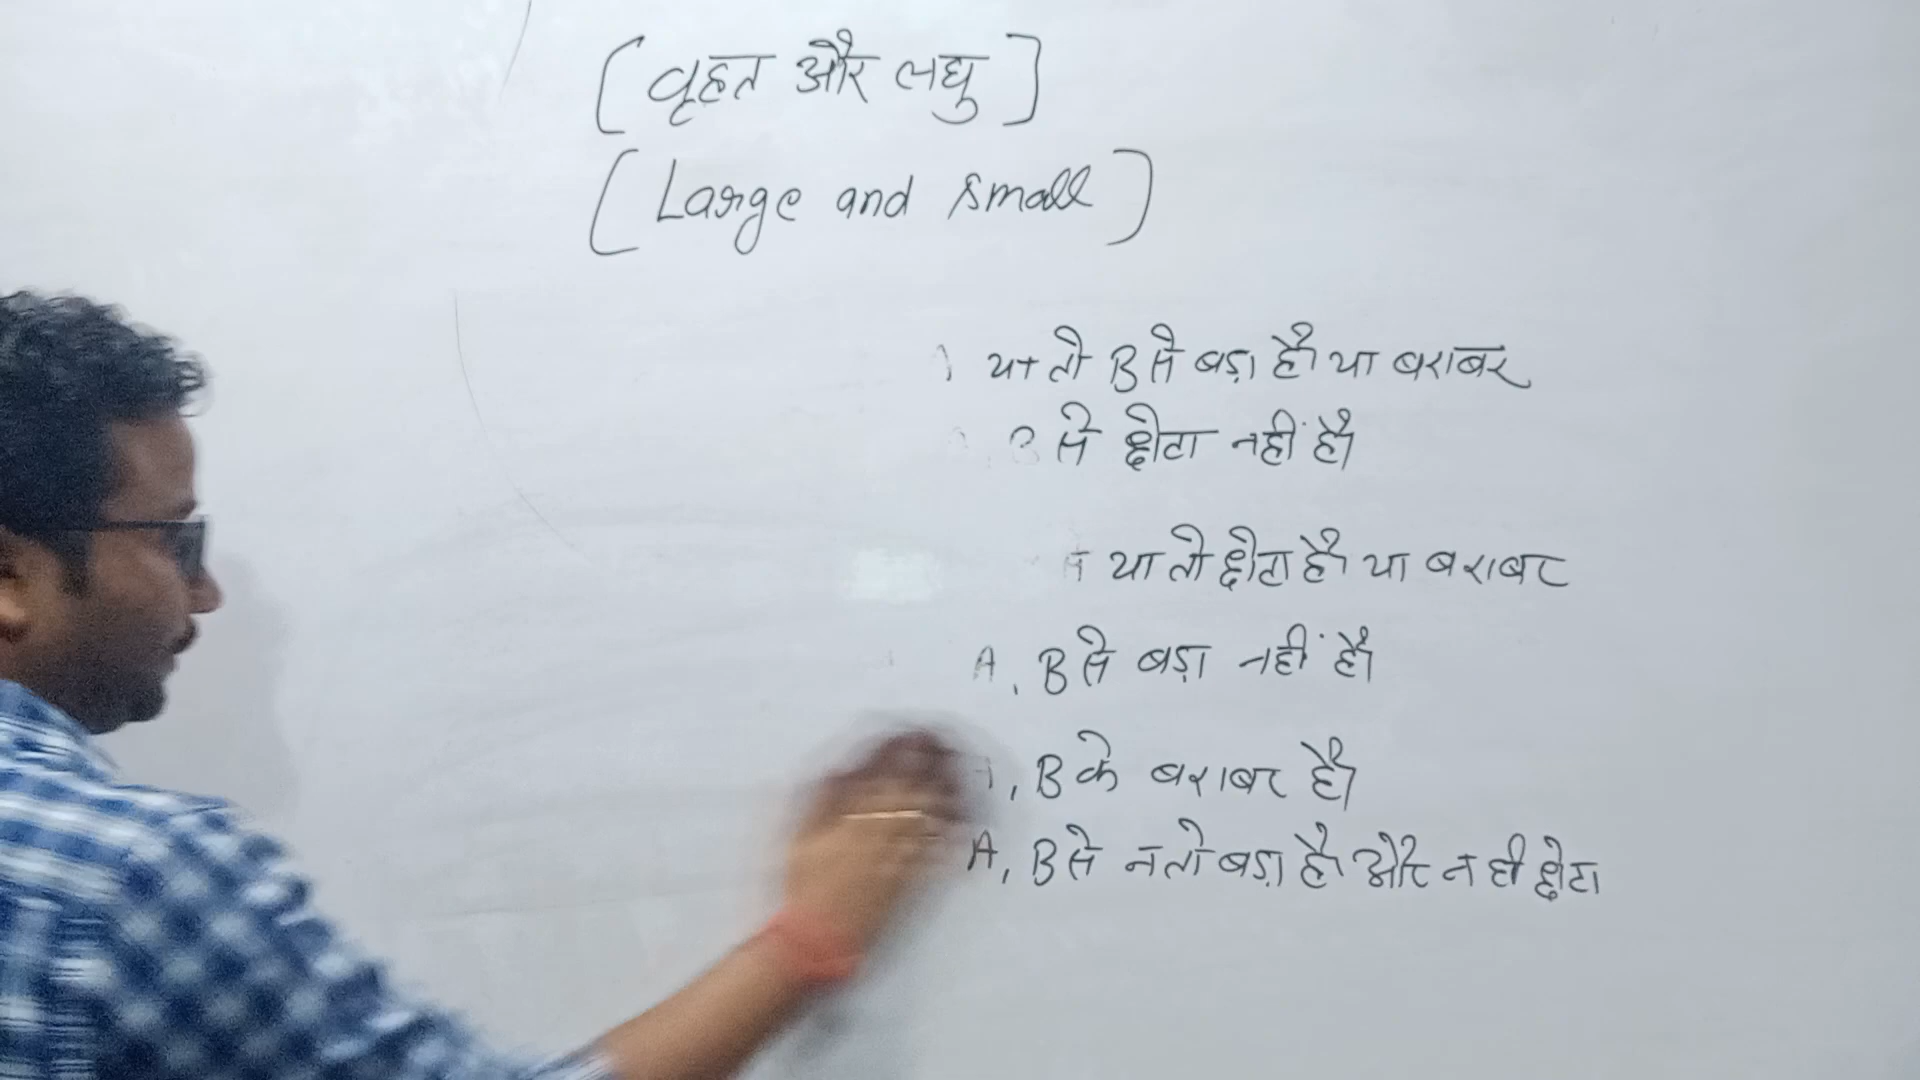 [वृहत और लघु]
[Large and small]
या तो B से बड़ा है या बराबर
B से छोटा नहीं है
से या तो छोटा है या बराबर
A, B से बड़ा नहीं है
A, B के बराबर है
A, B से न तो बड़ा है और न ही छोटा